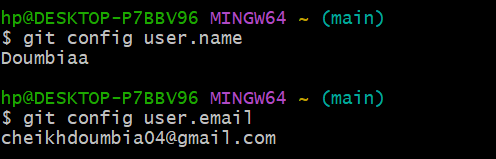 hp@DESKTOP-P7BBV96 MINGW64 ~ (main)
$ git config user.name
Doumbiaa
hp@DESKTOP-P7BBV96 MINGW64 ~ (main)
$ git config user.email
cheikhdoumbia04@gmail.com